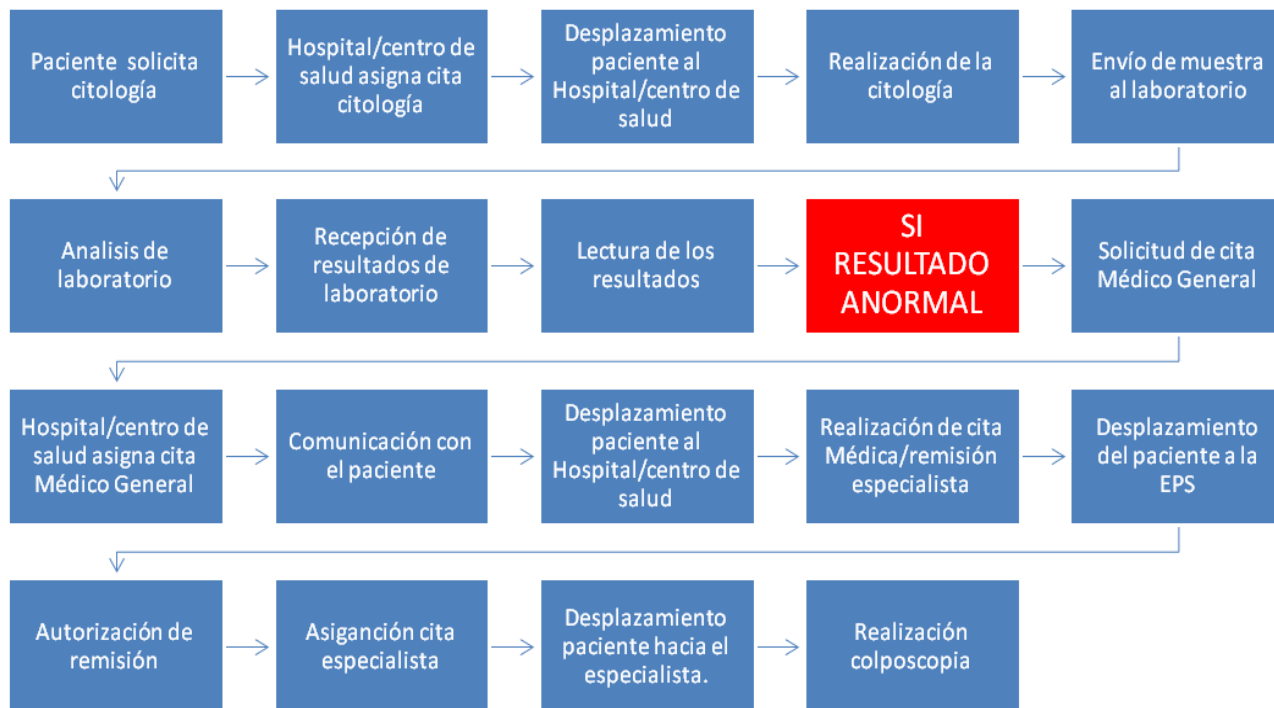 Paciente solicita
citología
Hospital/centro
de salud asigna cita
citología
Desplazamiento
paciente al
Hospital/centro de
salud
Realización de la
citología
Envío de muestra
al laboratorio
Analisis de
laboratorio
Recepción de
resultados de
laboratorio
Lectura de los
resultados
SI
RESULTADO
ANORMAL
Solicitud de cita
Médico General
Hospital/centro de
salud asigna cita
Médico General
Comunicación con
el paciente
Desplazamiento
paciente al
Hospital/centro de
salud
Realización de cita
Médica/remisión
especialista
Desplazamiento
del paciente a la
EPS
Autorización de
remisión
Asigancións cita
especialista
Desplazamiento
paciente hacia el
especialista.
Realización
colposcopia